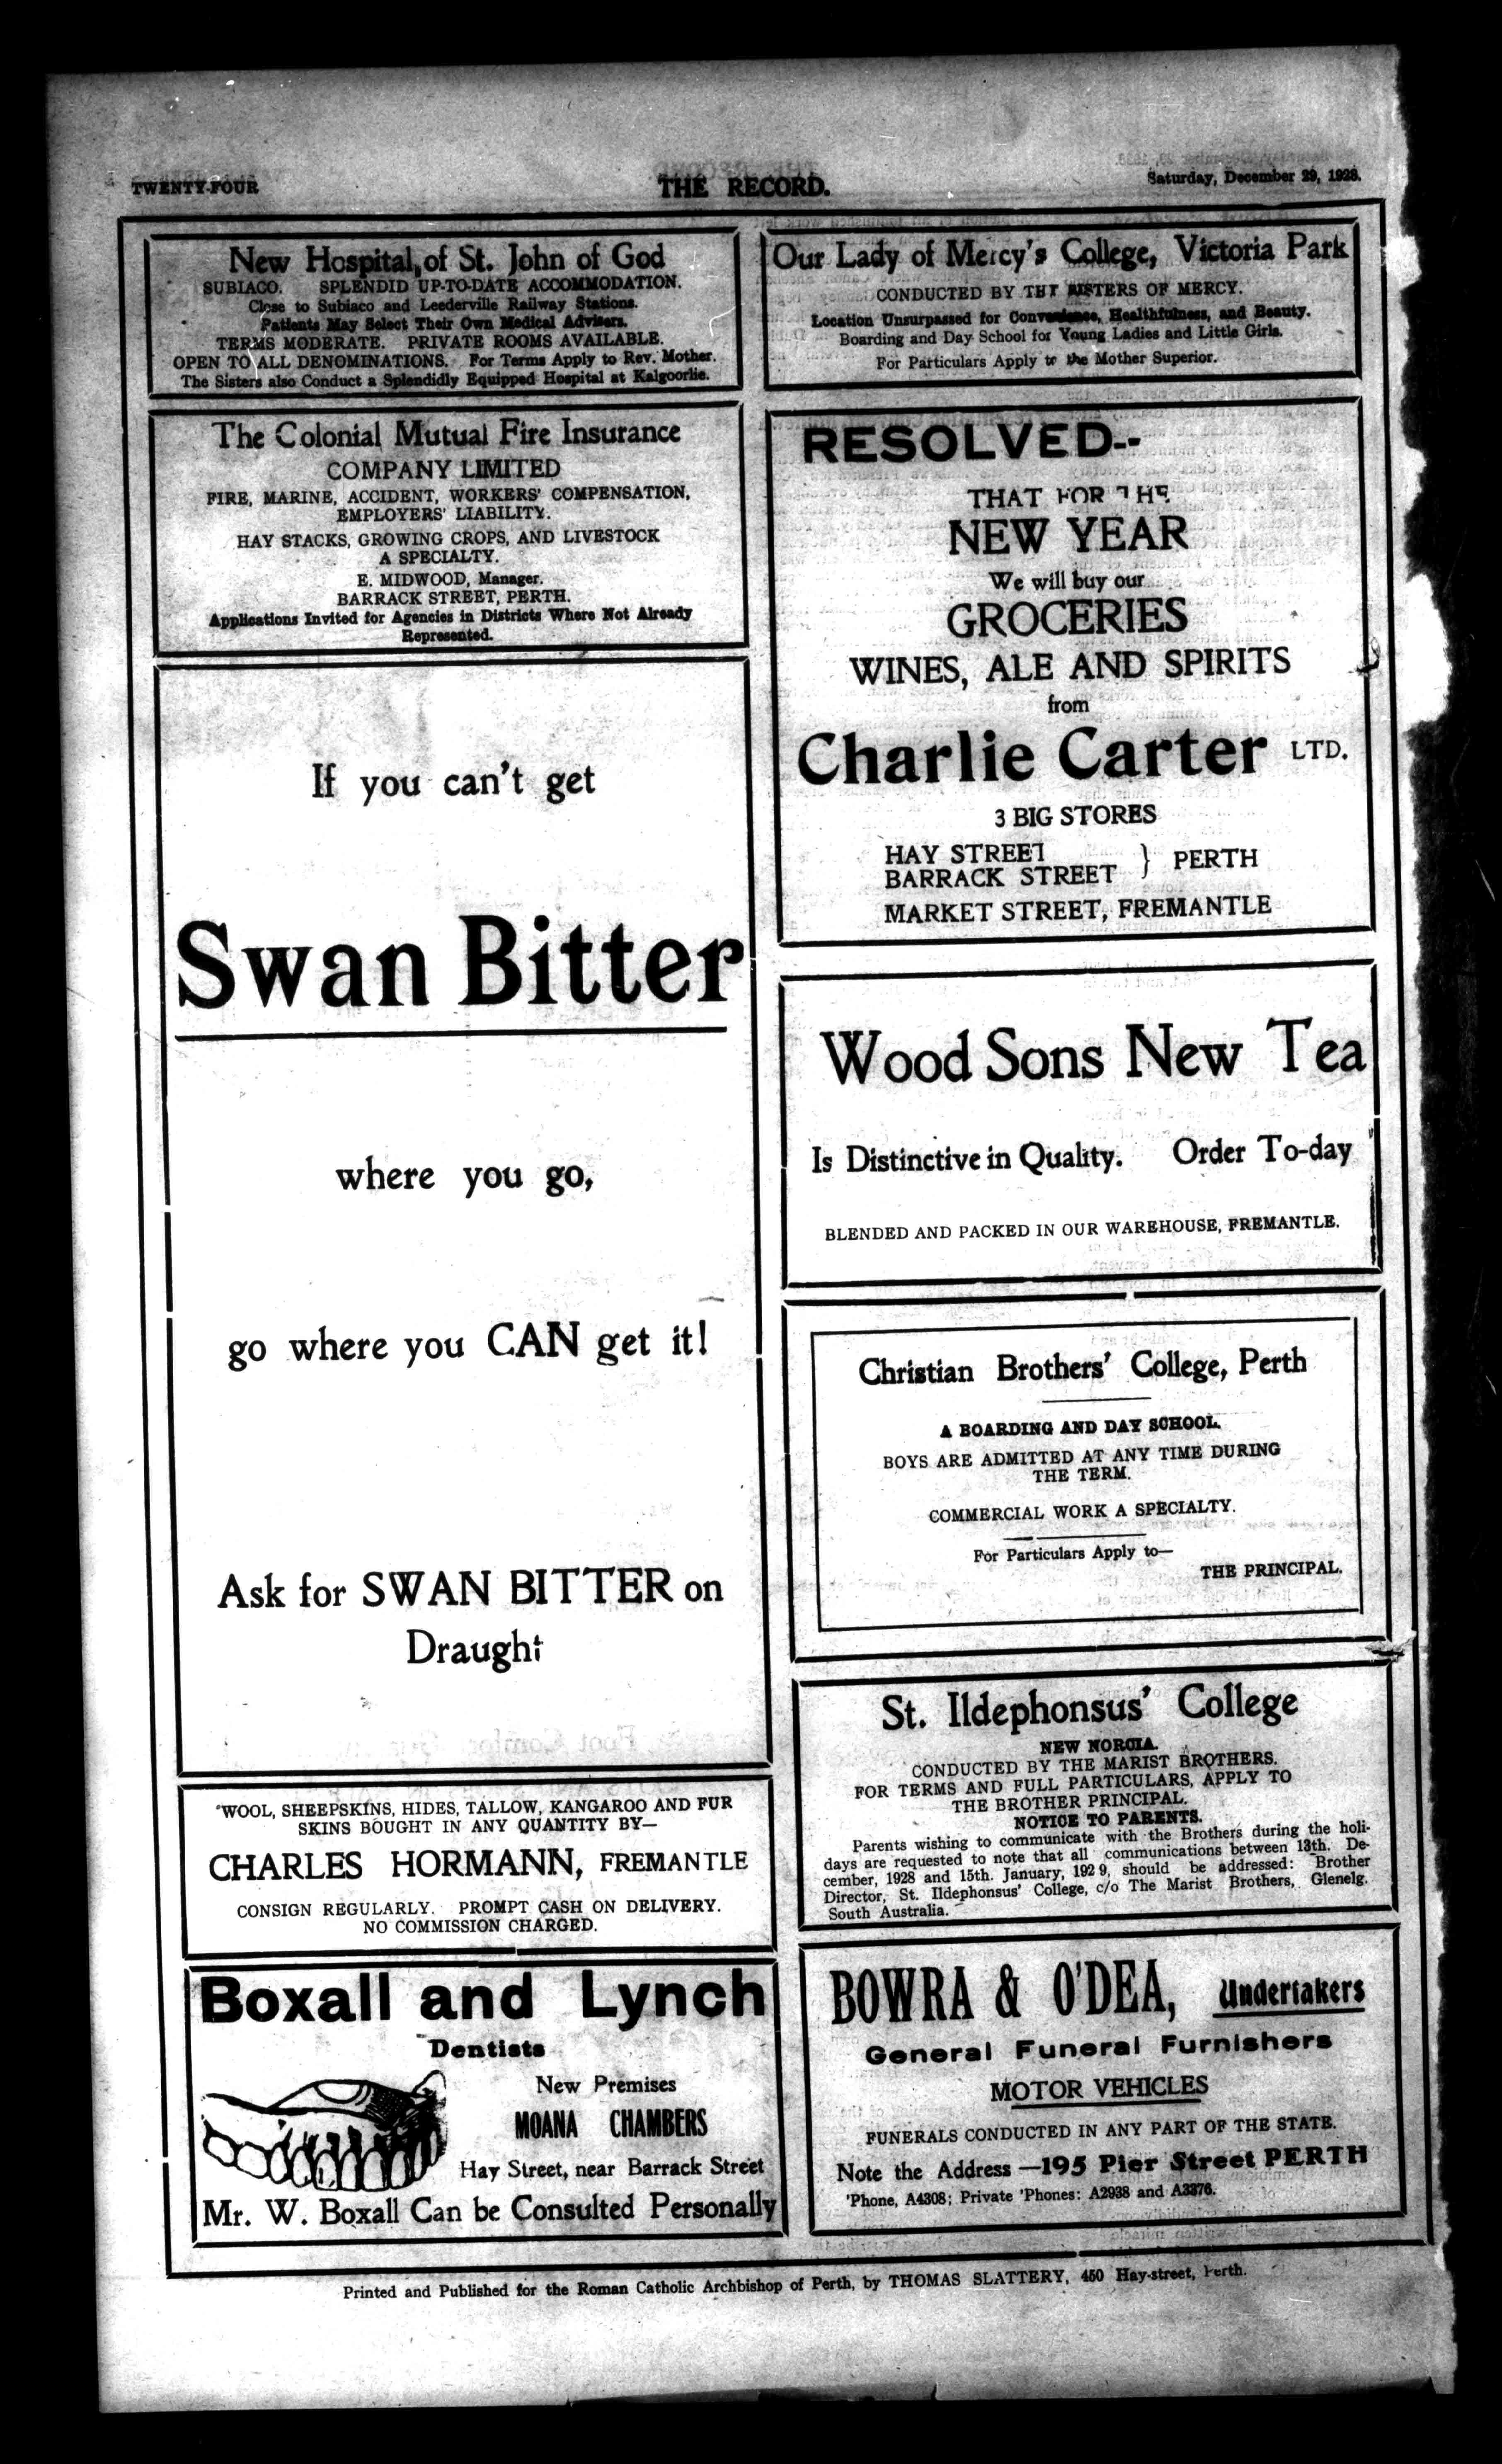 TWENTY-FOUR
THE RECORD.
Saturday, December 29, 1928.
New Hospital, of St. John of God
SUBIACO. SPLENDID UP-TO-DATE ACCOMMODATION.
Close to Subiaco and Leederville Railway Stations.
Patients May Select Their Own Medical Advisers.
TERMS MODERATE. PRIVATE ROOMS AVAILABLE.
OPEN TO ALL DENOMINATIONS. For Terms Apply to Rev. Mother.
The Sisters also Conduct a Splendidly Equipped Hospital at Kalgoorlie.
The Colonial Mutual Fire Insurance
COMPANY LIMITED
FIRE, MARINE, ACCIDENT, WORKERS' COMPENSATION,
EMPLOYERS' LIABILITY.
HAY STACKS, GROWING CROPS, AND LIVESTOCK
A SPECIALTY.
E. MIDWOOD, Manager.
BARRACK STREET, PERTH.
Applications Invited for Agencies in Districts Where Not Already
Represented.
If you can't get
Swan Bitter
where you go,
go where you CAN get it!
Ask for SWAN BITTER on
Draught
WOOL, SHEEPSKINS, HIDES, TALLOW, KANGAROO AND FUR
SKINS BOUGHT IN ANY QUANTITY BY—
CHARLES HORMANN, FREMANTLE
CONSIGN REGULARLY. PROMPT CASH ON DELIVERY.
NO COMMISSION CHARGED.
Boxall and Lynch
Dentists
New Premises
MOANA CHAMBERS
Hay Street, near Barrack Street
Mr. W. Boxall Can be Consulted Personally
Our Lady of Mercy's College, Victoria Park
CONDUCTED BY THE SISTERS OF MERCY.
Location Unsurpassed for Convenience, Healthfulness, and Beauty.
Boarding and Day School for Young Ladies and Little Girls.
For Particulars Apply to the Mother Superior.
RESOLVED--
THAT FOR THE
NEW YEAR
We will buy our
GROCERIES
WINES, ALE AND SPIRITS
from
Charlie Carter LTD.
3 BIG STORES
HAY STREET
BARRACK STREET } PERTH
MARKET STREET, FREMANTLE
Wood Sons New Tea
Is Distinctive in Quality. Order To-day
BLENDED AND PACKED IN OUR WAREHOUSE, FREMANTLE.
Christian Brothers' College, Perth
A BOARDING AND DAY SCHOOL.
BOYS ARE ADMITTED AT ANY TIME DURING
THE TERM.
COMMERCIAL WORK A SPECIALTY.
For Particulars Apply to—
THE PRINCIPAL.
St. Ildephonsus' College
NEW NORCIA.
CONDUCTED BY THE MARIST BROTHERS.
FOR TERMS AND FULL PARTICULARS, APPLY TO
THE BROTHER PRINCIPAL.
NOTICE TO PARENTS.
Parents wishing to communicate with the Brothers during the holi-
days are requested to note that all communications between 13th. De-
cember, 1928 and 15th. January, 1929, should be addressed: Brother
Director, St. Ildephonsus' College, c/o The Marist Brothers, Glenelg.
South Australia.
BOWRA & O'DEA, Undertakers
General Funeral Furnishers
MOTOR VEHICLES
FUNERALS CONDUCTED IN ANY PART OF THE STATE.
Note the Address —195 Pier Street PERTH
'Phone, A4308; Private 'Phones: A2938 and A3376.
Printed and Published for the Roman Catholic Archbishop of Perth, by THOMAS SLATTERY, 450 Hay-street, Perth.